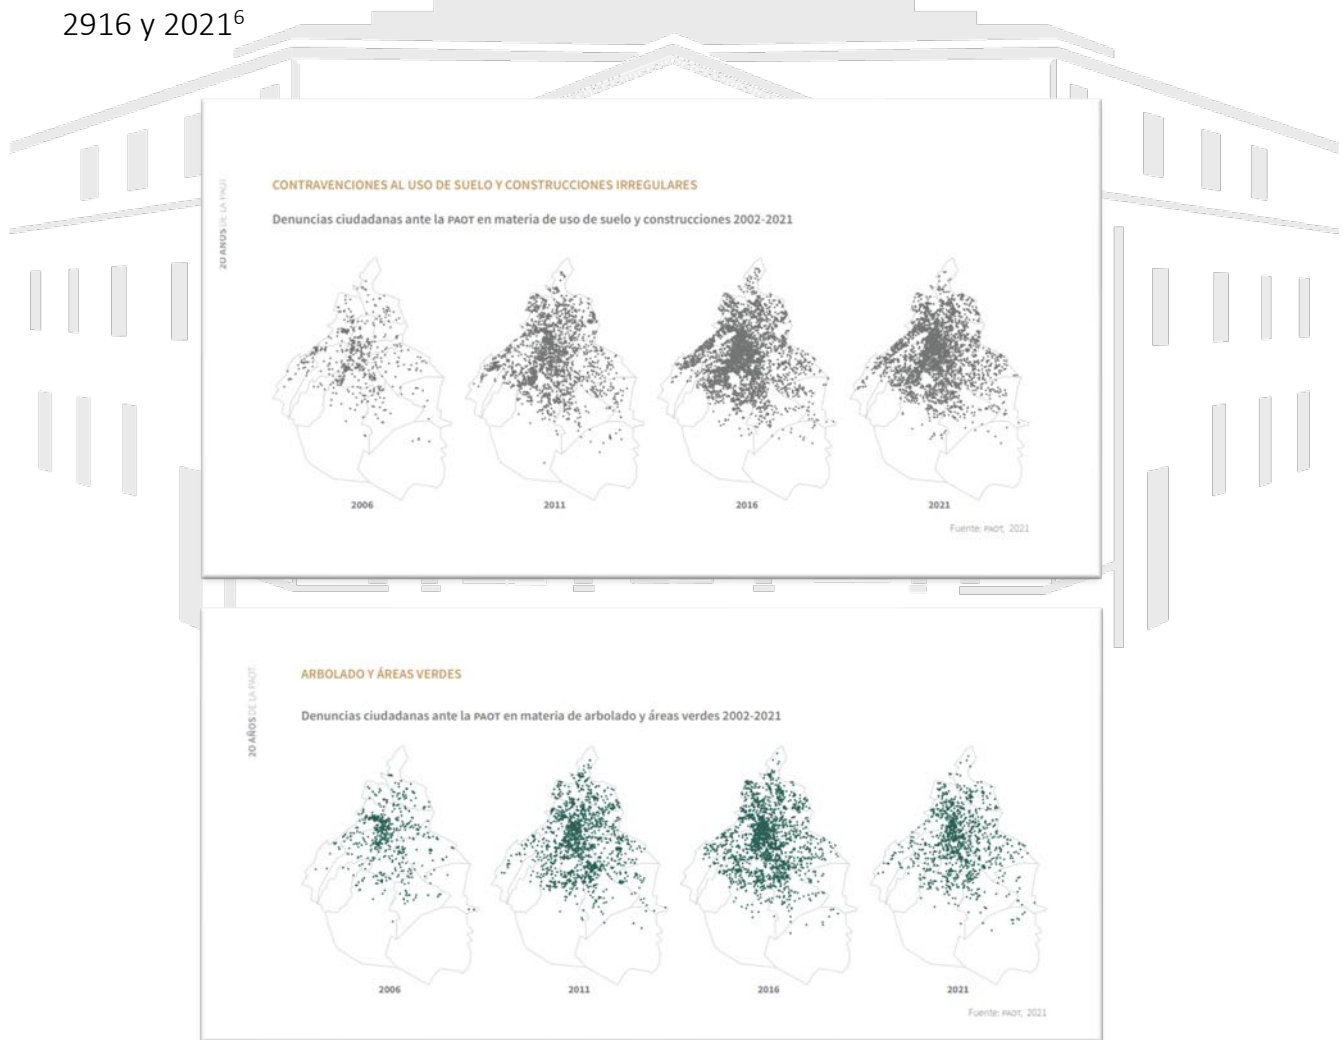 2916 y 2021⁶
20 AÑOS DE LA PAOT
CONTRAVENCIONES AL USO DE SUELO Y CONSTRUCCIONES IRREGULARES
Denuncias ciudadanas ante la PAOT en materia de uso de suelo y construcciones 2002-2021
2006
2011
2016
2021
Fuente: PAOT, 2021
20 AÑOS DE LA PAOT
ARBOLADO Y ÁREAS VERDES
Denuncias ciudadanas ante la PAOT en materia de arbolado y áreas verdes 2002-2021
2006
2011
2016
2021
Fuente: PAOT, 2021